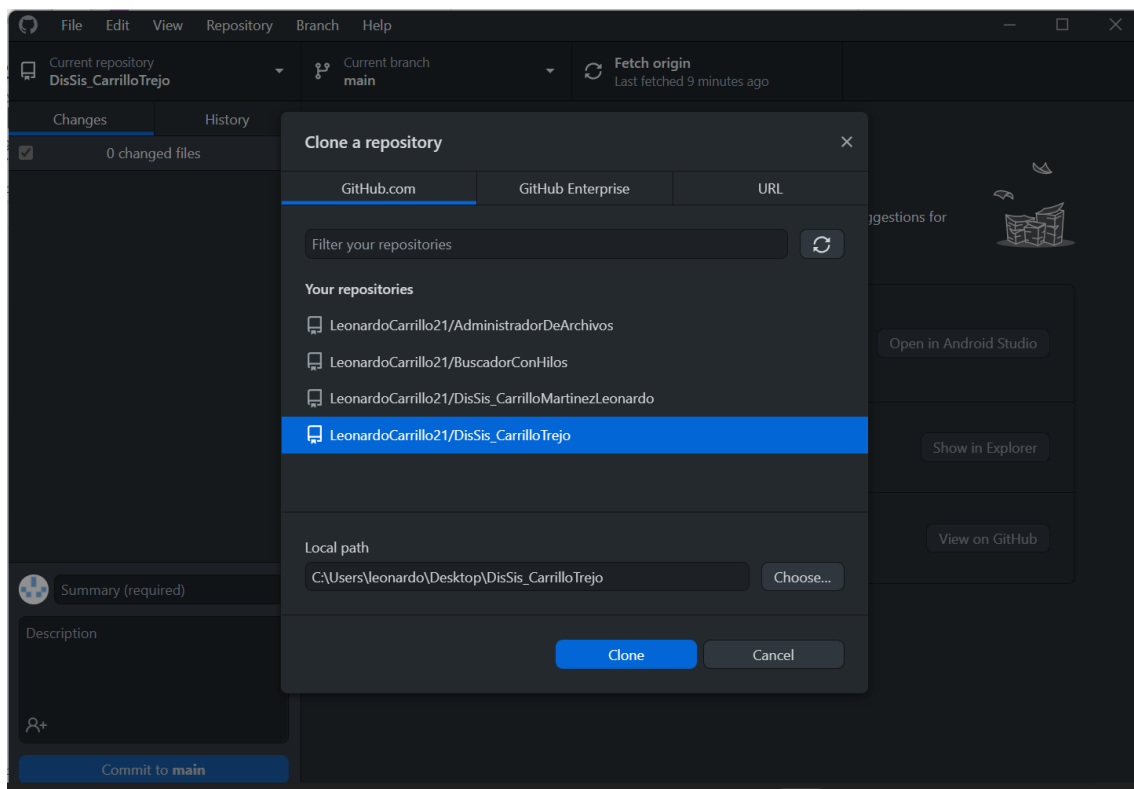 File Edit View Repository Branch Help
Current repository
DisSis_CarrilloTrejo
Current branch
main
Fetch origin
Last fetched 9 minutes ago
Changes History
0 changed files
Clone a repository
GitHub.com GitHub Enterprise URL
Filter your repositories
Your repositories
LeonardoCarrillo21/AdministradorDeArchivos
LeonardoCarrillo21/BuscadorConHilos
LeonardoCarrillo21/DisSis_CarrilloMartinezLeonardo
LeonardoCarrillo21/DisSis_CarrilloTrejo
Local path
C:\Users\leonardo\Desktop\DisSis_CarrilloTrejo
Choose...
Clone Cancel
for
Open in Android Studio
Show in Explorer
View on GitHub
Summary (required)
Description
Commit to main